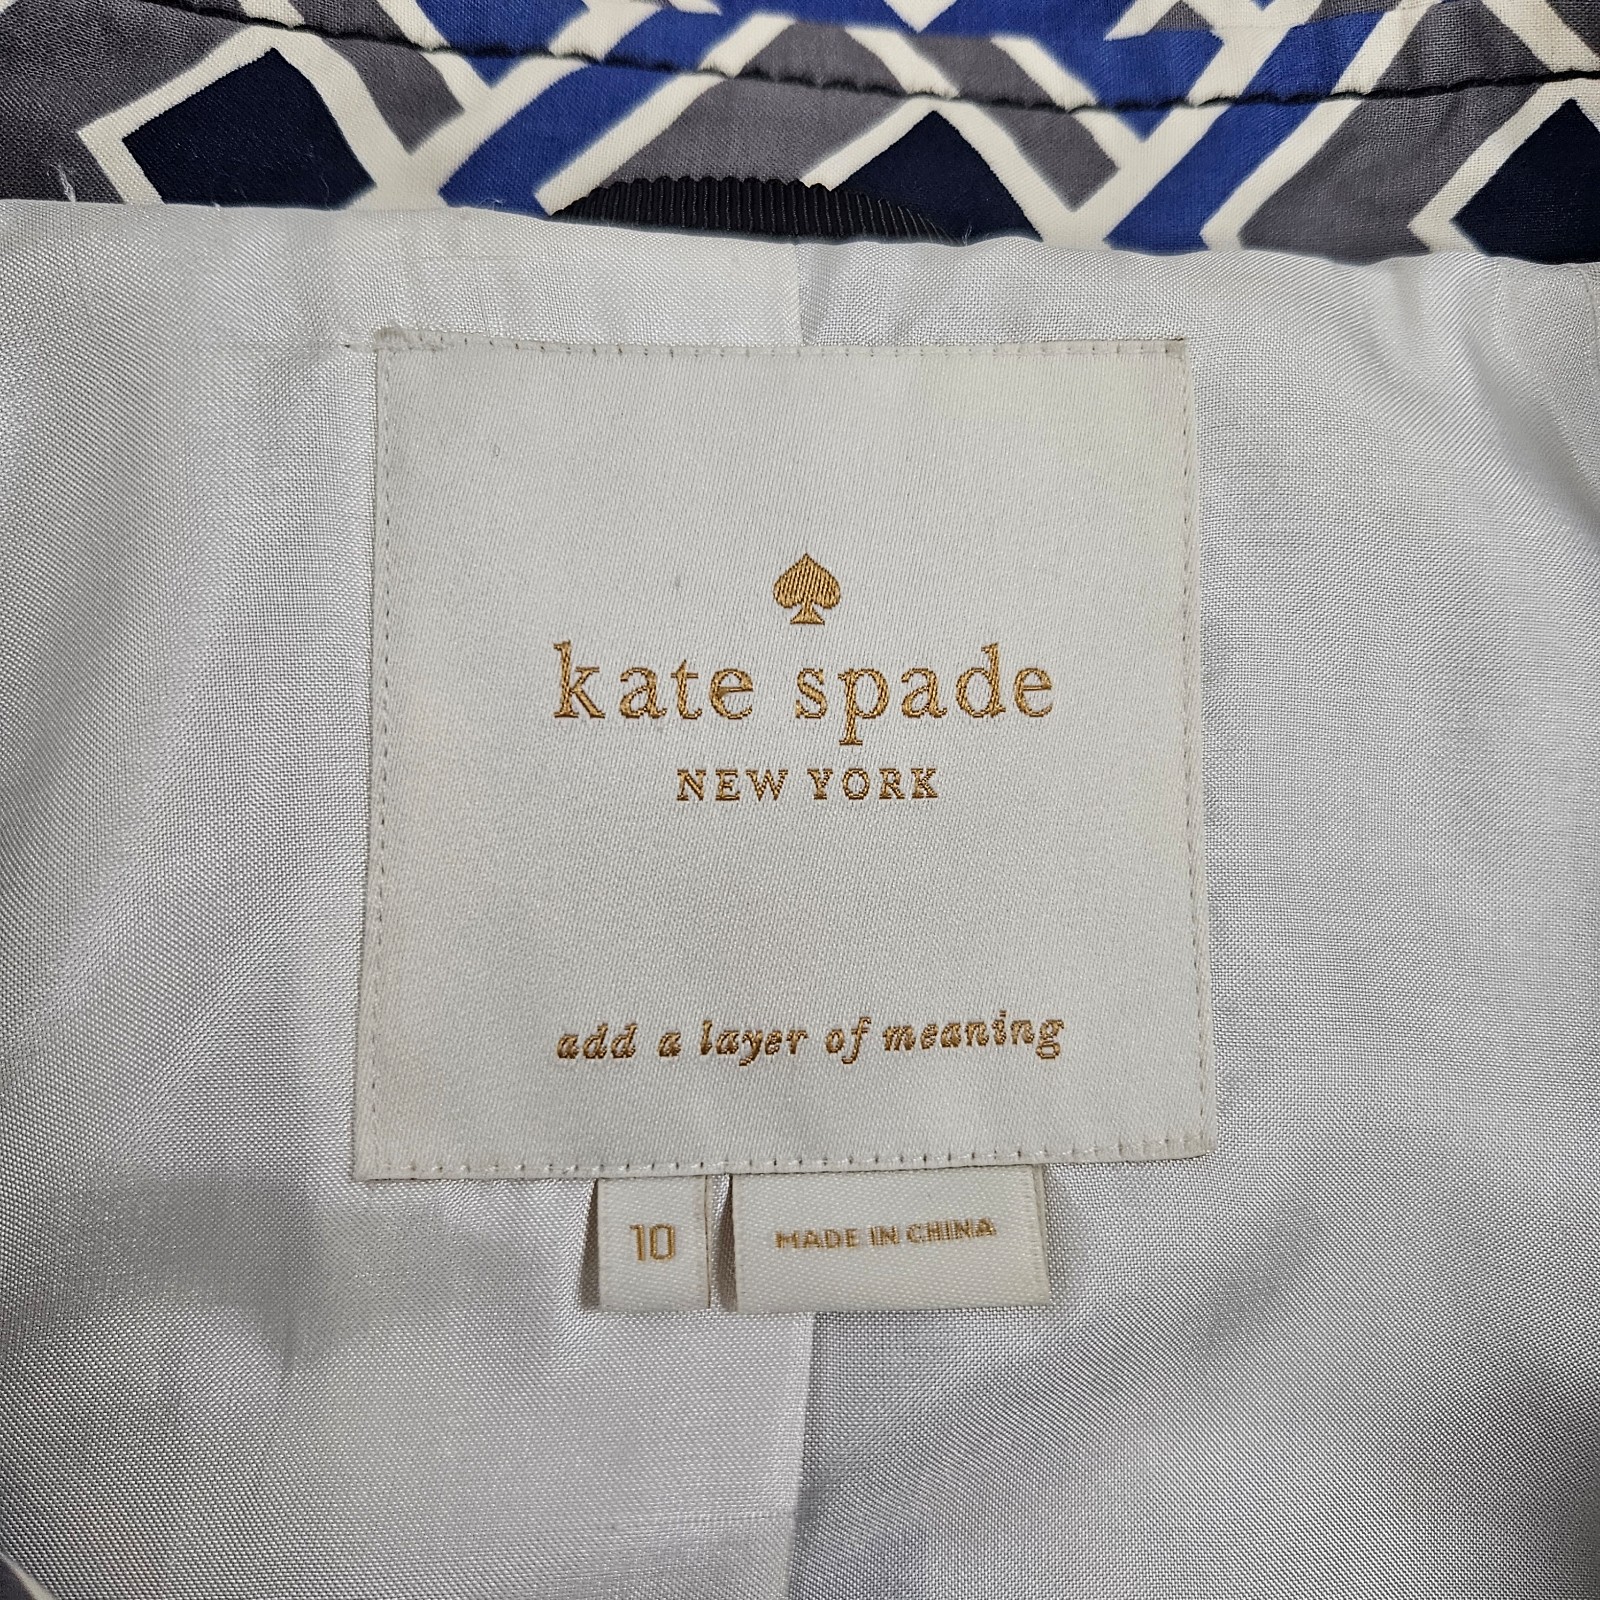 kate spade
NEW YORK
add a layer of meaning
10
MADE IN CHINA